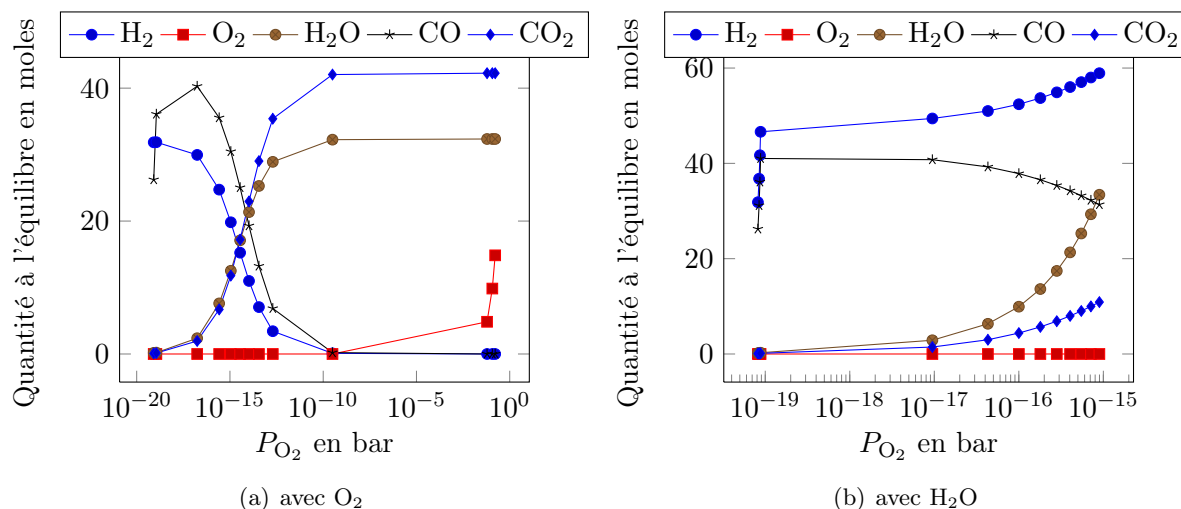 H2 O2 H2O CO CO2
Quantité à l'équilibre en moles
40
20
0
10−20 10−15 10−10 10−5 100
PO2 en bar
(a) avec O2
H2 O2 H2O CO CO2
Quantité à l'équilibre en moles
60
40
20
0
10−19 10−18 10−17 10−16 10−15
PO2 en bar
(b) avec H2O